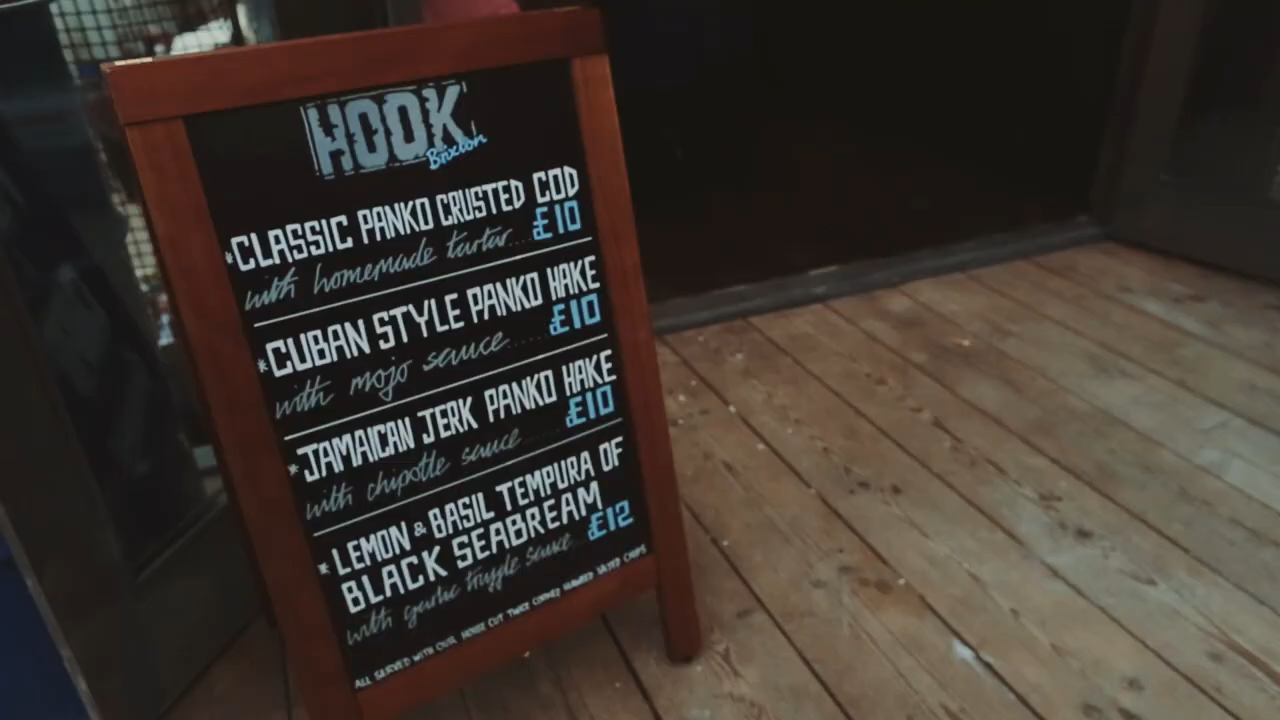 HOOK
Brixton
*CLASSIC PANKO CRUSTED COD
with homemade tartar....£10
*CUBAN STYLE PANKO HAKE
with mojo sauce......£10
*JAMAICAN JERK PANKO HAKE
with chipotle sauce......£10
*LEMON & BASIL TEMPURA OF
BLACK SEABREAM
with garlic truffle sauce...£12
ALL SERVED WITH OUR HOUSE CUT TWICE COOKED SALTED CHIPS